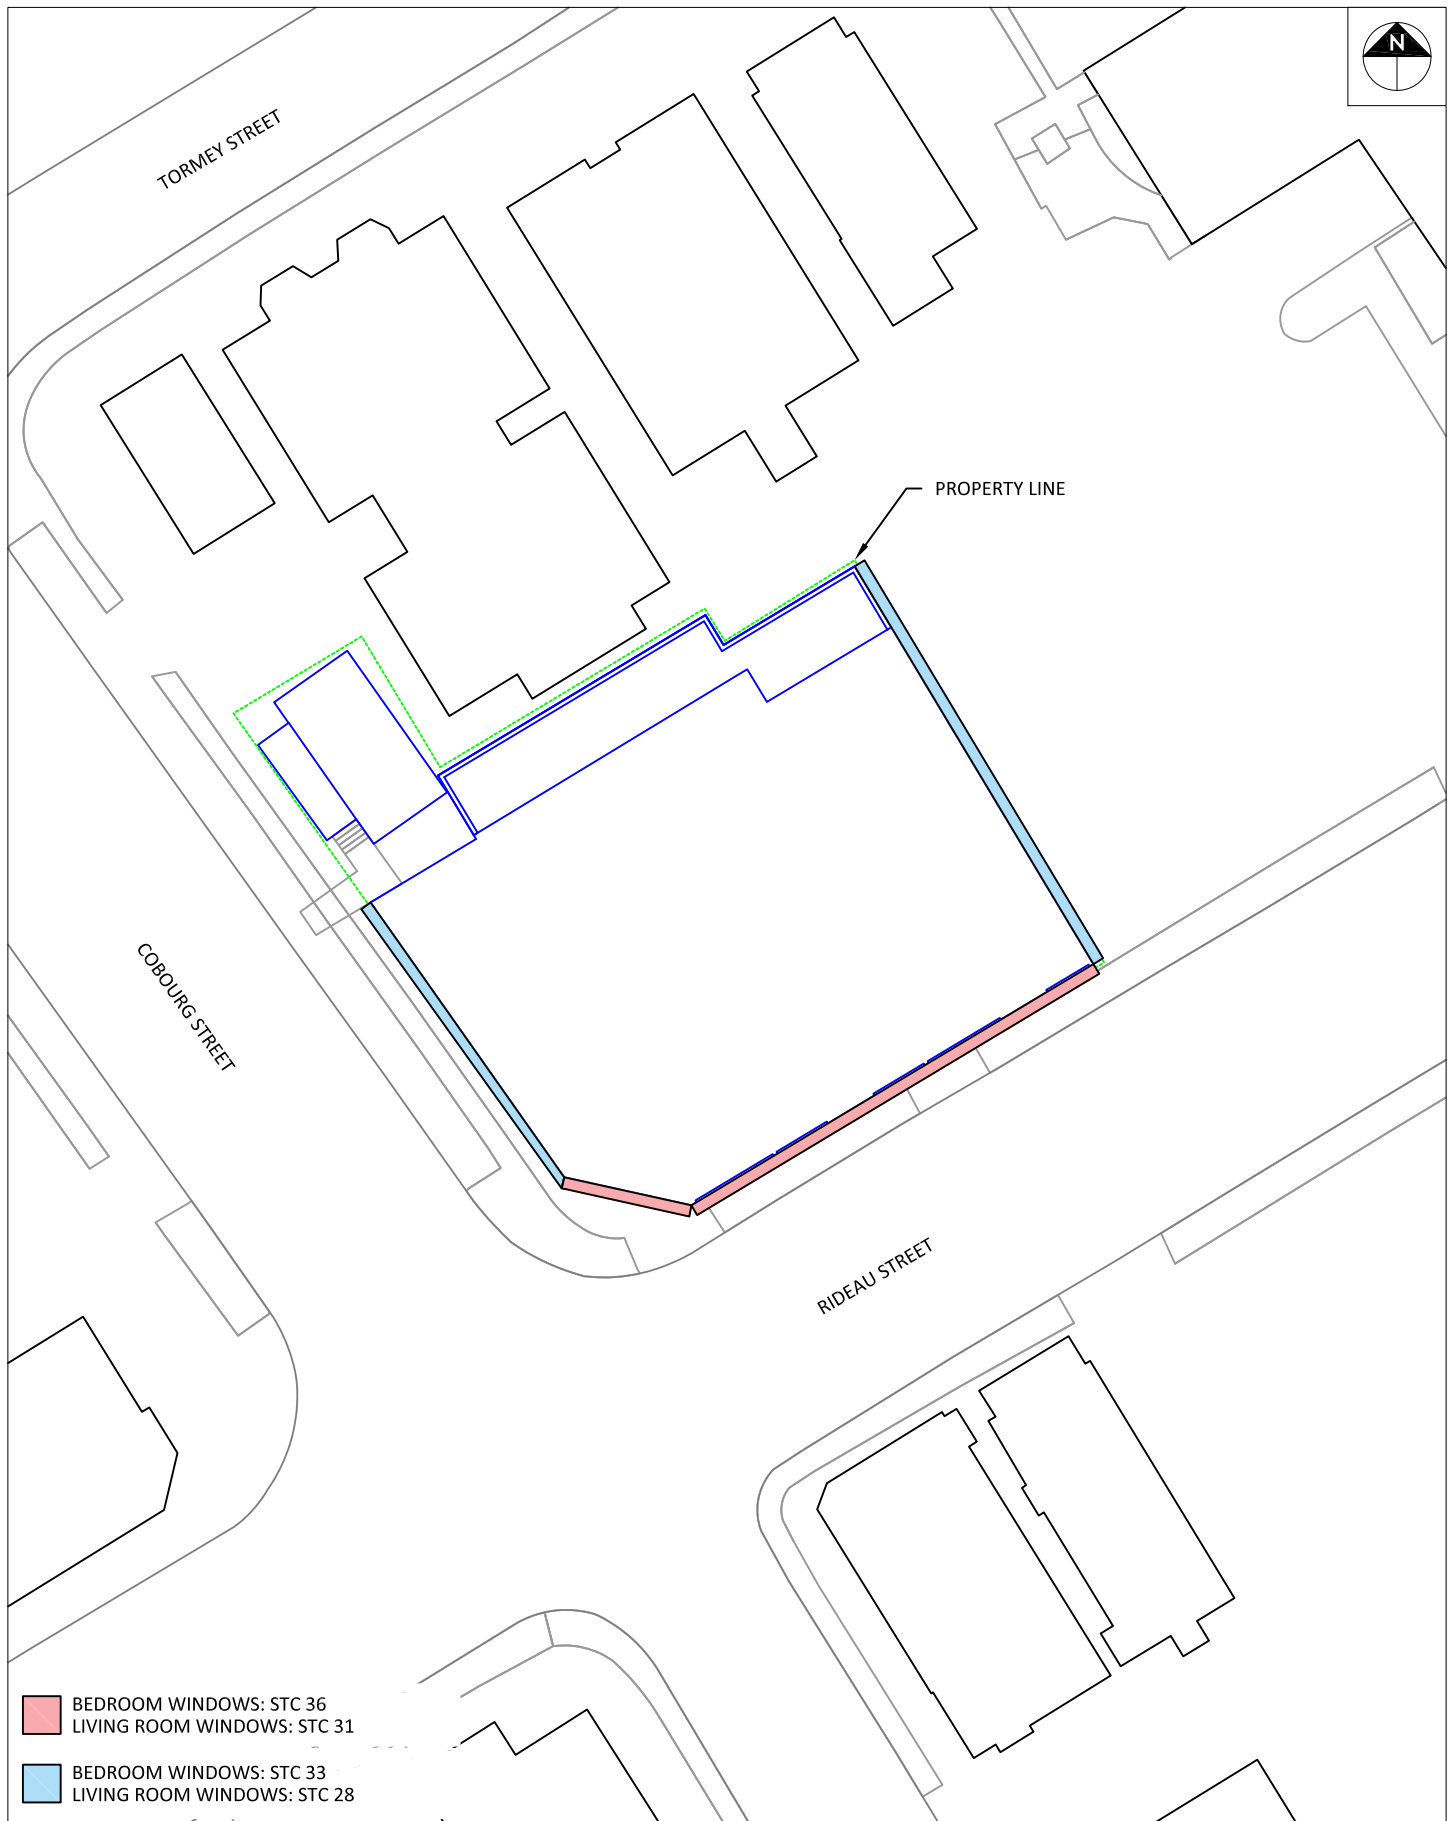 N
TORMEY STREET
PROPERTY LINE
COBOURG STREET
RIDEAU STREET
BEDROOM WINDOWS: STC 36
LIVING ROOM WINDOWS: STC 31
BEDROOM WINDOWS: STC 33
LIVING ROOM WINDOWS: STC 28